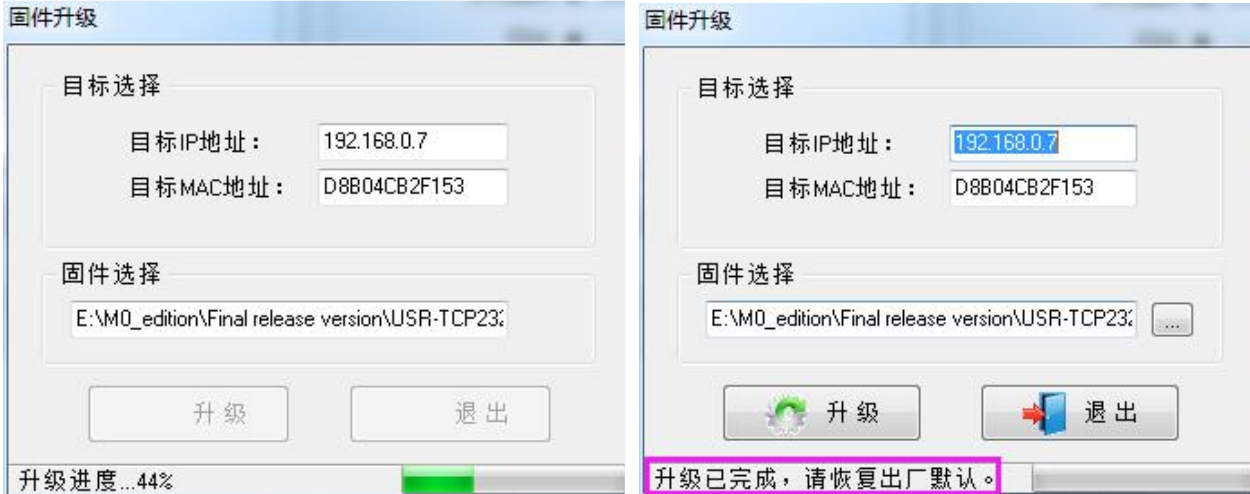 固件升级
目标选择
目标IP地址：
192.168.0.7
目标MAC地址：
D8B04CB2F153
固件选择
E:\M0_edition\Final release version\USR-TCP232
升级
退出
升级进度...44%
固件升级
目标选择
目标IP地址：
192.168.0.7
目标MAC地址：
D8B04CB2F153
固件选择
E:\M0_edition\Final release version\USR-TCP232
...
升级
退出
升级已完成，请恢复出厂默认。